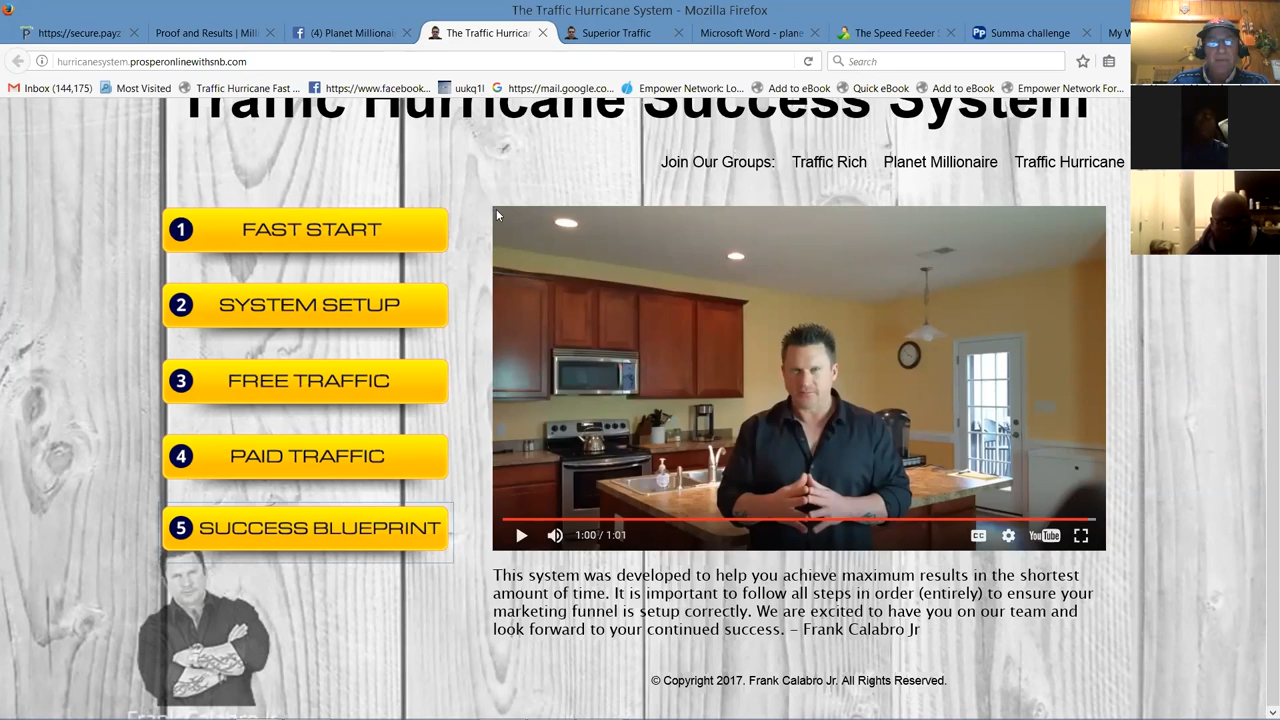 The Traffic Hurricane System - Mozilla Firefox
https://secure.payz
Proof and Results | Milli
(4) Planet Millionai
The Traffic Hurrican
Superior Traffic
Microsoft Word - plane
The Speed Feeder S
Summa challenge
My W
hurricanesystem.prosperonlinewithsnb.com
Search
Inbox (144,175)
Most Visited
Traffic Hurricane Fast ...
https://www.facebook...
uukq1l
https://mail.google.co...
Empower Network: Lo...
Add to eBook
Quick eBook
Add to eBook
Empower Network For...
Traffic Hurricane Success System
Join Our Groups: Traffic Rich Planet Millionaire Traffic Hurricane
1 FAST START
2 SYSTEM SETUP
3 FREE TRAFFIC
4 PAID TRAFFIC
5 SUCCESS BLUEPRINT
1:00 / 1:01
CC
YouTube
This system was developed to help you achieve maximum results in the shortest
amount of time. It is important to follow all steps in order (entirely) to ensure your
marketing funnel is setup correctly. We are excited to have you on our team and
look forward to your continued success. – Frank Calabro Jr
© Copyright 2017. Frank Calabro Jr. All Rights Reserved.